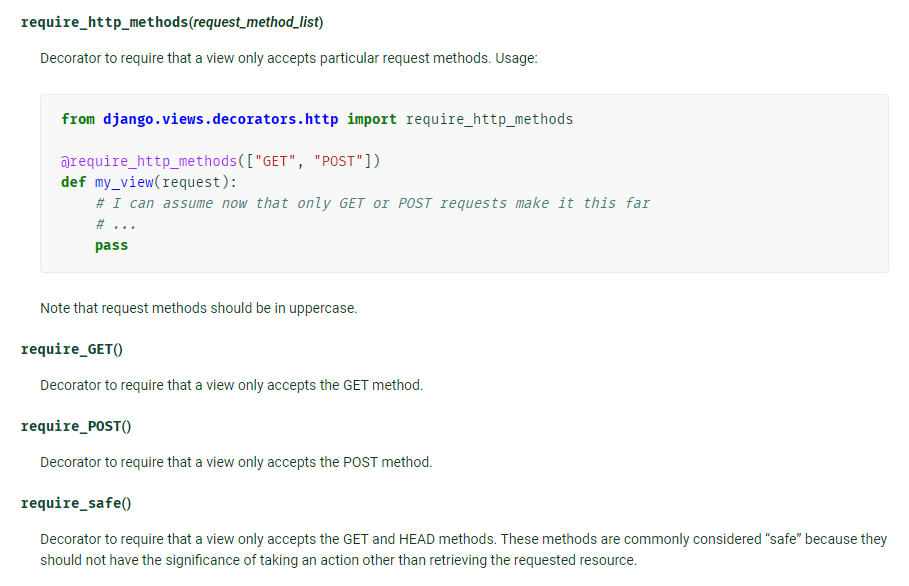 require_http_methods(request_method_list)
Decorator to require that a view only accepts particular request methods. Usage:
from django.views.decorators.http import require_http_methods
@require_http_methods(["GET", "POST"])
def my_view(request):
    # I can assume now that only GET or POST requests make it this far
    # ...
    pass
Note that request methods should be in uppercase.
require_GET()
Decorator to require that a view only accepts the GET method.
require_POST()
Decorator to require that a view only accepts the POST method.
require_safe()
Decorator to require that a view only accepts the GET and HEAD methods. These methods are commonly considered “safe” because they
should not have the significance of taking an action other than retrieving the requested resource.